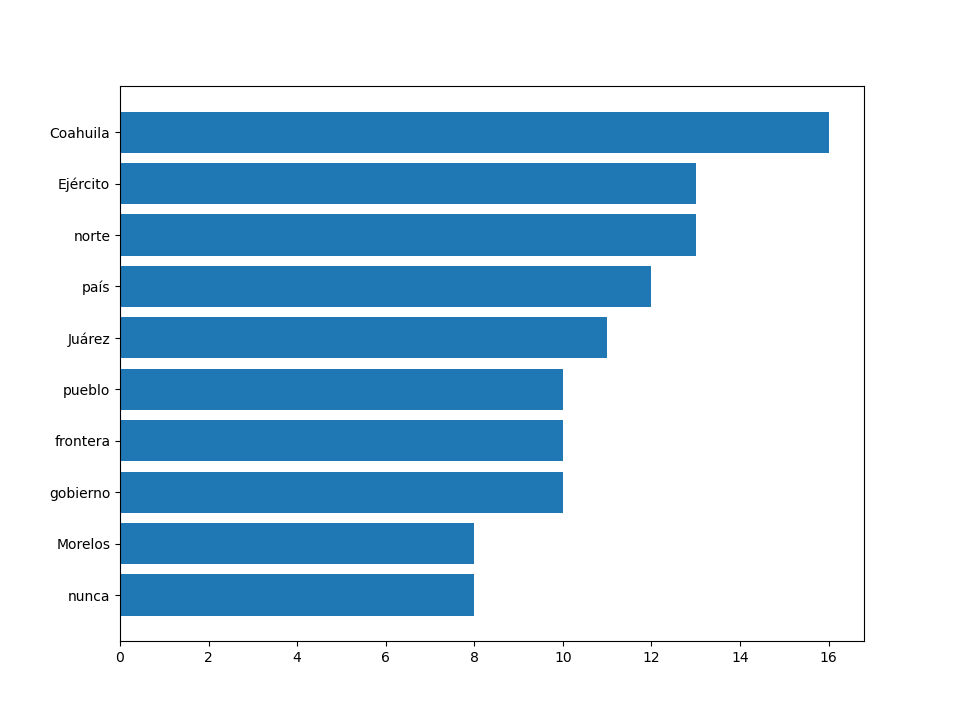 Coahuila
Ejército
norte
país
Juárez
pueblo
frontera
gobierno
Morelos
nunca
0 2 4 6 8 10 12 14 16